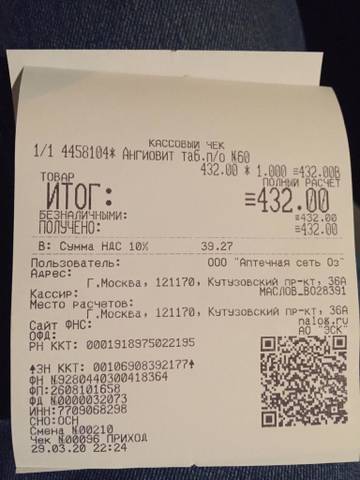 КАССОВЫЙ ЧЕК
1/1 4458104* Ангиовит таб.п/о №60
432.00 * 1.000 ≡432.00В
ТОВАР ПОЛНЫЙ РАСЧЕТ
ИТОГ: ≡432.00
БЕЗНАЛИЧНЫМИ: ≡432.00
ПОЛУЧЕНО: ≡432.00
В: Сумма НДС 10% 39.27
Пользователь: ООО "Аптечная сеть Оз"
Адрес:
Г.Москва, 121170, Кутузовский пр-кт, 36А
Кассир: МАСЛОВ_ВО28391
Место расчетов:
Г.Москва, 121170, Кутузовский пр-кт, 36А
Сайт ФНС: nalog.ru
ОФД: АО "ЭСК"
РН ККТ: 0001918975022195
ЗН ККТ: 00106908392177
ФН №9280440300418364
ФП:2608101658
ФД №0000032073
ИНН:7709068298
СНО:ОСН
Смена №00210
Чек №00096 ПРИХОД
29.03.20 22:24